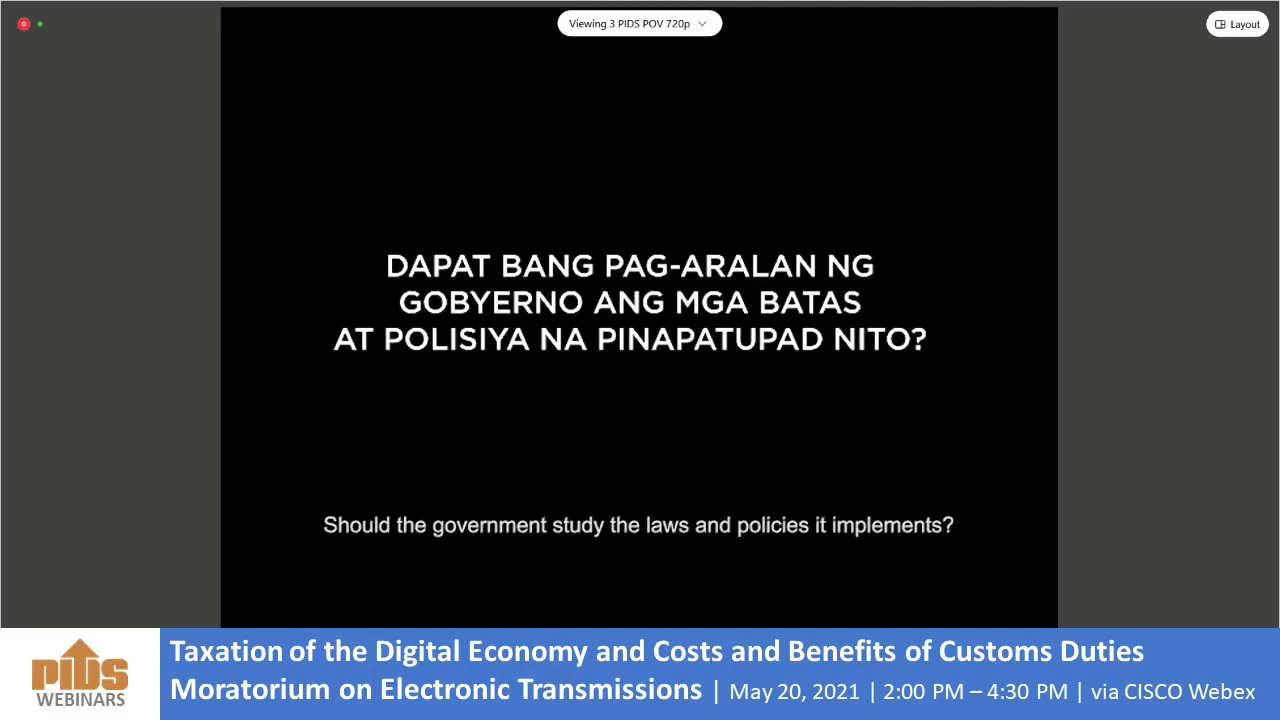 Viewing 3 PIDS POV 720p
Layout
DAPAT BANG PAG-ARALAN NG
GOBYERNO ANG MGA BATAS
AT POLISIYA NA PINAPATUPAD NITO?
Should the government study the laws and policies it implements?
PIDS
WEBINARS
Taxation of the Digital Economy and Costs and Benefits of Customs Duties
Moratorium on Electronic Transmissions | May 20, 2021 | 2:00 PM – 4:30 PM | via CISCO Webex